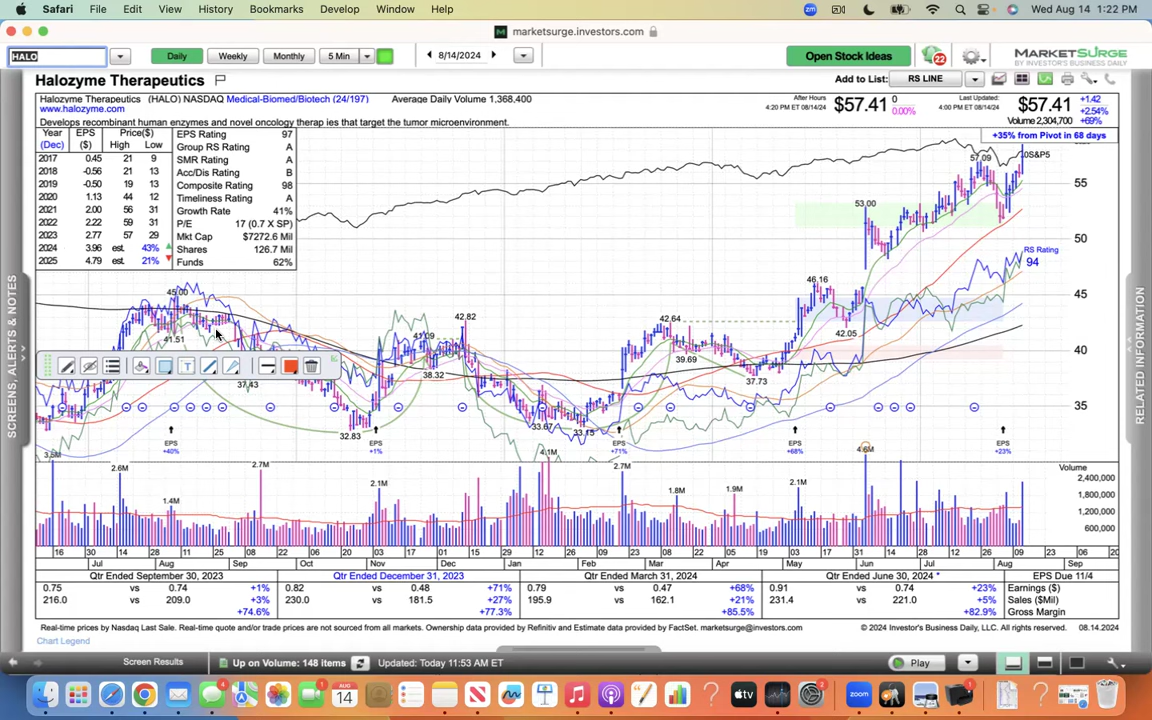 Safari File Edit View History Bookmarks Develop Window Help Wed Aug 14 1:22 PM
marketsurge.investors.com
HALO Daily Weekly Monthly 5 Min 8/14/2024 Open Stock Ideas 22 MARKETSURGE
BY INVESTOR'S BUSINESS DAILY
Halozyme Therapeutics Add to List: RS LINE
Halozyme Therapeutics (HALO) NASDAQ Medical-Biomed/Biotech (24/197) Average Daily Volume 1,368,400
www.halozyme.com
Develops recombinant human enzymes and novel oncology therap ies that target the tumor microenvironment.
After Hours
4:20 PM ET 08/14/24 $57.41 0
0.00%
Last Updated:
4:00 PM ET 08/14/24 $57.41 +1.42
+2.54%
Volume 2,304,700 +69%
+35% from Pivot in 68 days
Year EPS Price($)
(Dec) ($) High Low
2017 0.45 21 9
2018 -0.56 21 13
2019 -0.50 19 13
2020 1.13 44 12
2021 2.00 56 31
2022 2.22 59 31
2023 2.77 57 29
2024 3.96 est. 43%
2025 4.79 est. 21%
EPS Rating 97
Group RS Rating A
SMR Rating A
Acc/Dis Rating B
Composite Rating 98
Timeliness Rating A
Growth Rate 41%
P/E 17 (0.7 X SP)
Mkt Cap $7272.6 Mil
Shares 126.7 Mil
Funds 62%
57.09 S&P5
55
53.00
50
RS Rating
94
46.16
45.00 45
42.82 42.64 42.05
41.51 41.09
40
39.69
38.32
37.73
37.43
35
33.67 33.15
32.83
EPS EPS EPS EPS EPS
+40% +1% +71% +68% +23%
2.6M 1.4M 2.7M 2.1M 4.1M 2.7M 1.8M 1.9M 2.1M 4.6M
Volume
2,400,000
1,800,000
1,200,000
600,000
16 30 14 28 11 25 08 22 06 20 03 17 01 15 29 12 26 09 23 08 22 05 19 03 17 31 14 28 12 26 09 23 06 20
Jul Aug Sep Oct Nov Dec Jan Feb Mar Apr May Jun Jul Aug Sep
Qtr Ended September 30, 2023 Qtr Ended December 31, 2023 Qtr Ended March 31, 2024 Qtr Ended June 30, 2024 * EPS Due 11/4
0.75 vs 0.74 +1% 0.82 vs 0.48 +71% 0.79 vs 0.47 +68% 0.91 vs 0.74 +23% Earnings ($)
216.0 vs 209.0 +3% 230.0 vs 181.5 +27% 195.9 vs 162.1 +21% 231.4 vs 221.0 +5% Sales ($Mil)
+74.6% +77.3% +85.5% +82.9% Gross Margin
Real-time prices by Nasdaq Last Sale. Real-time quote and/or trade prices are not sourced from all markets. Ownership data provided by Refinitiv and Estimate data provided by FactSet. marketsurge@investors.com © 2024 Investor's Business Daily, LLC. All rights reserved. 08.14.2024
Chart Legend
SCREENS, ALERTS & NOTES
RELATED INFORMATION
Screen Results Up on Volume: 148 items Updated: Today 11:53 AM ET Play
AUG
14
tv
zoom